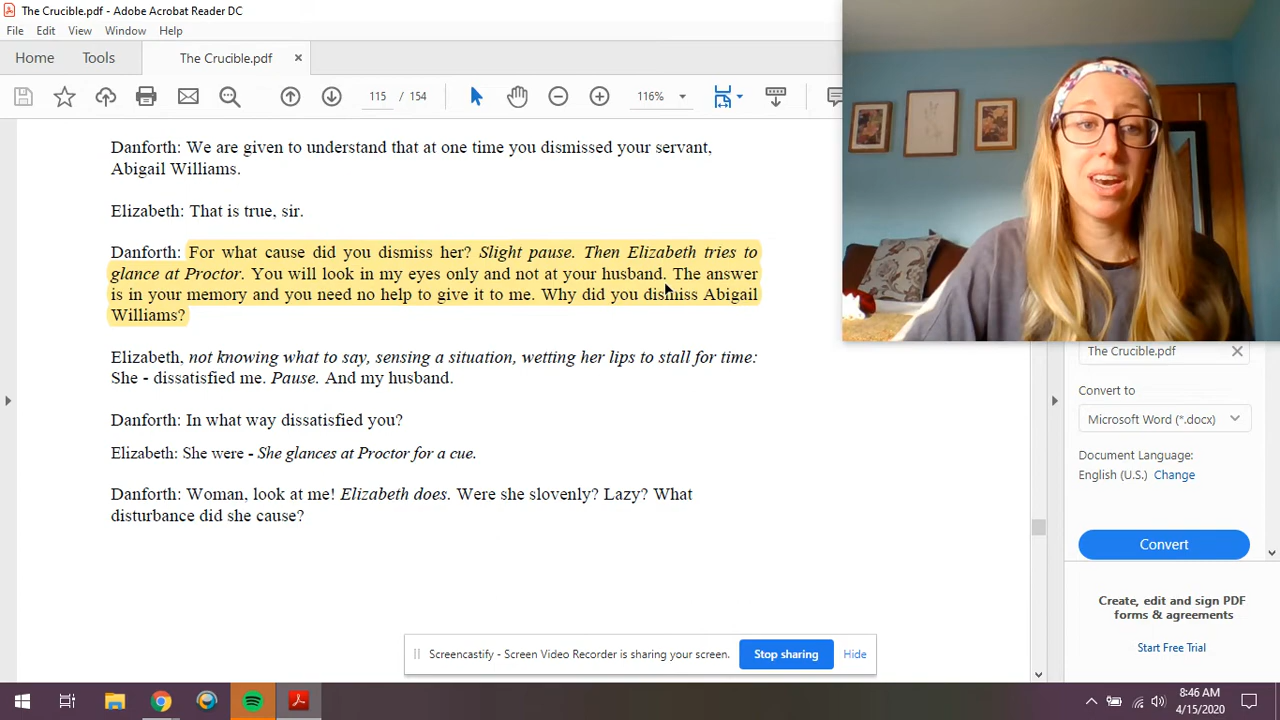 The Crucible.pdf - Adobe Acrobat Reader DC
File Edit View Window Help
Home Tools The Crucible.pdf ×
115 / 154 116%
Danforth: We are given to understand that at one time you dismissed your servant,
Abigail Williams.
Elizabeth: That is true, sir.
Danforth: For what cause did you dismiss her? Slight pause. Then Elizabeth tries to
glance at Proctor. You will look in my eyes only and not at your husband. The answer
is in your memory and you need no help to give it to me. Why did you dismiss Abigail
Williams?
Elizabeth, not knowing what to say, sensing a situation, wetting her lips to stall for time:
She - dissatisfied me. Pause. And my husband.
Danforth: In what way dissatisfied you?
Elizabeth: She were - She glances at Proctor for a cue.
Danforth: Woman, look at me! Elizabeth does. Were she slovenly? Lazy? What
disturbance did she cause?
The Crucible.pdf
Convert to
Microsoft Word (*.docx)
Document Language:
English (U.S.) Change
Convert
Create, edit and sign PDF
forms & agreements
Start Free Trial
Screencastify - Screen Video Recorder is sharing your screen. Stop sharing Hide
8:46 AM
4/15/2020